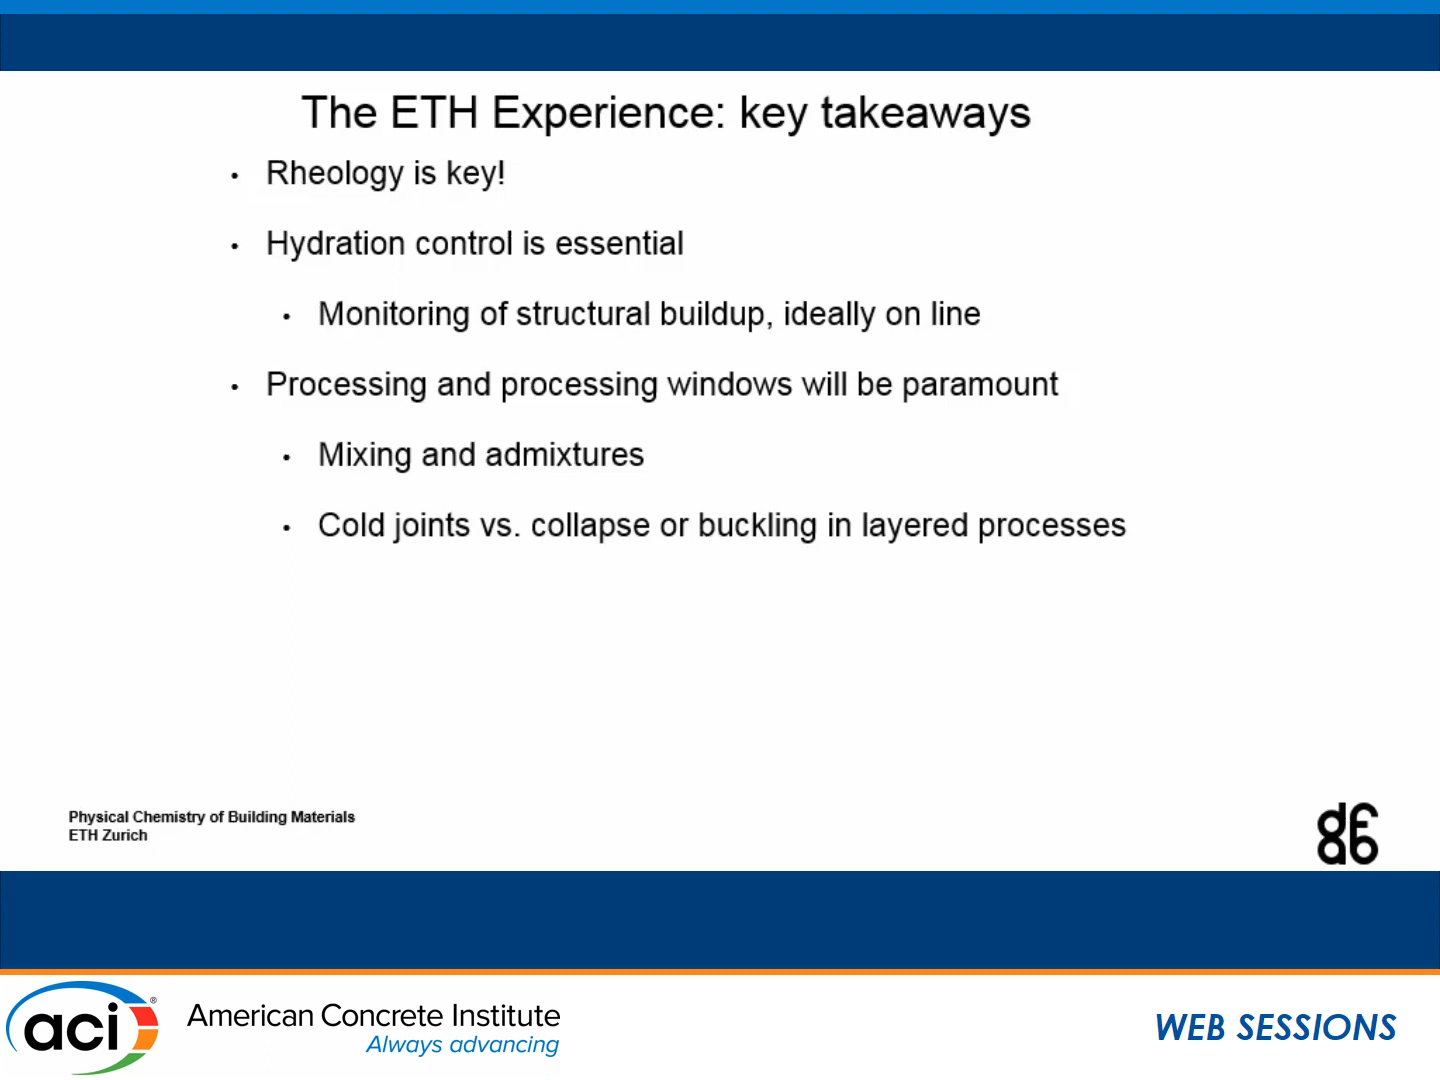 The ETH Experience: key takeaways
• Rheology is key!
• Hydration control is essential
• Monitoring of structural buildup, ideally on line
• Processing and processing windows will be paramount
• Mixing and admixtures
• Cold joints vs. collapse or buckling in layered processes
Physical Chemistry of Building Materials
ETH Zurich
aci®
American Concrete Institute
Always advancing
WEB SESSIONS